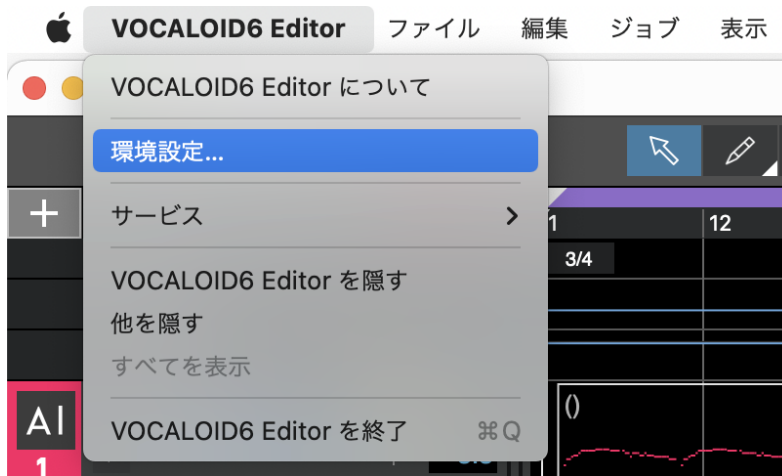 VOCALOID6 Editor ファイル 編集 ジョブ 表示
VOCALOID6 Editor について
環境設定...
サービス
1 12
3/4
VOCALOID6 Editor を隠す
他を隠す
すべてを表示
AI ()
VOCALOID6 Editor を終了 ⌘Q
1